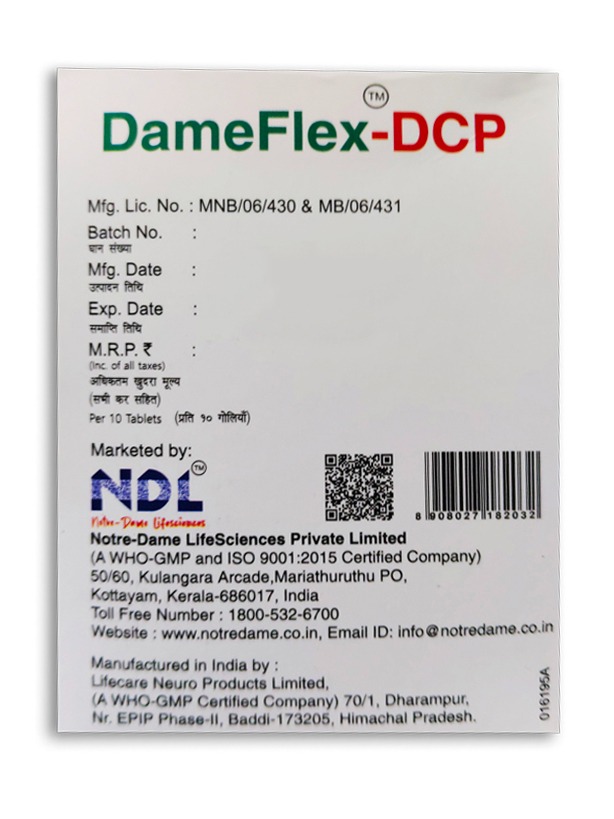 DameFlex-DCP TM
Mfg. Lic. No. : MNB/06/430 & MB/06/431
Batch No. :
घान संख्या
Mfg. Date :
उत्पादन तिथि
Exp. Date :
समाप्ति तिथि
M.R.P. ₹ :
(Inc. of all taxes)
अधिकतम खुदरा मूल्य
(सभी कर सहित)
Per 10 Tablets (प्रति १० गोलियाँ)
Marketed by:
NDL TM
Notre-Dame Lifesciences
8 908027 182032
Notre-Dame LifeSciences Private Limited
(A WHO-GMP and ISO 9001:2015 Certified Company)
50/60, Kulangara Arcade,Mariathuruthu PO,
Kottayam, Kerala-686017, India
Toll Free Number : 1800-532-6700
Website : www.notredame.co.in, Email ID: info@notredame.co.in
Manufactured in India by :
Lifecare Neuro Products Limited,
(A WHO-GMP Certified Company) 70/1, Dharampur,
Nr. EPIP Phase-II, Baddi-173205, Himachal Pradesh.
016195A